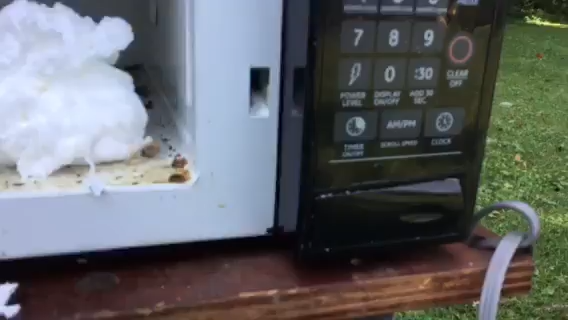 7 8 9
CLEAR
OFF
0 :30
POWER
LEVEL
DISPLAY
ON/OFF
ADD 30
SEC
AM/PM
TIMER
ON/OFF
SCROLL SPEED
CLOCK